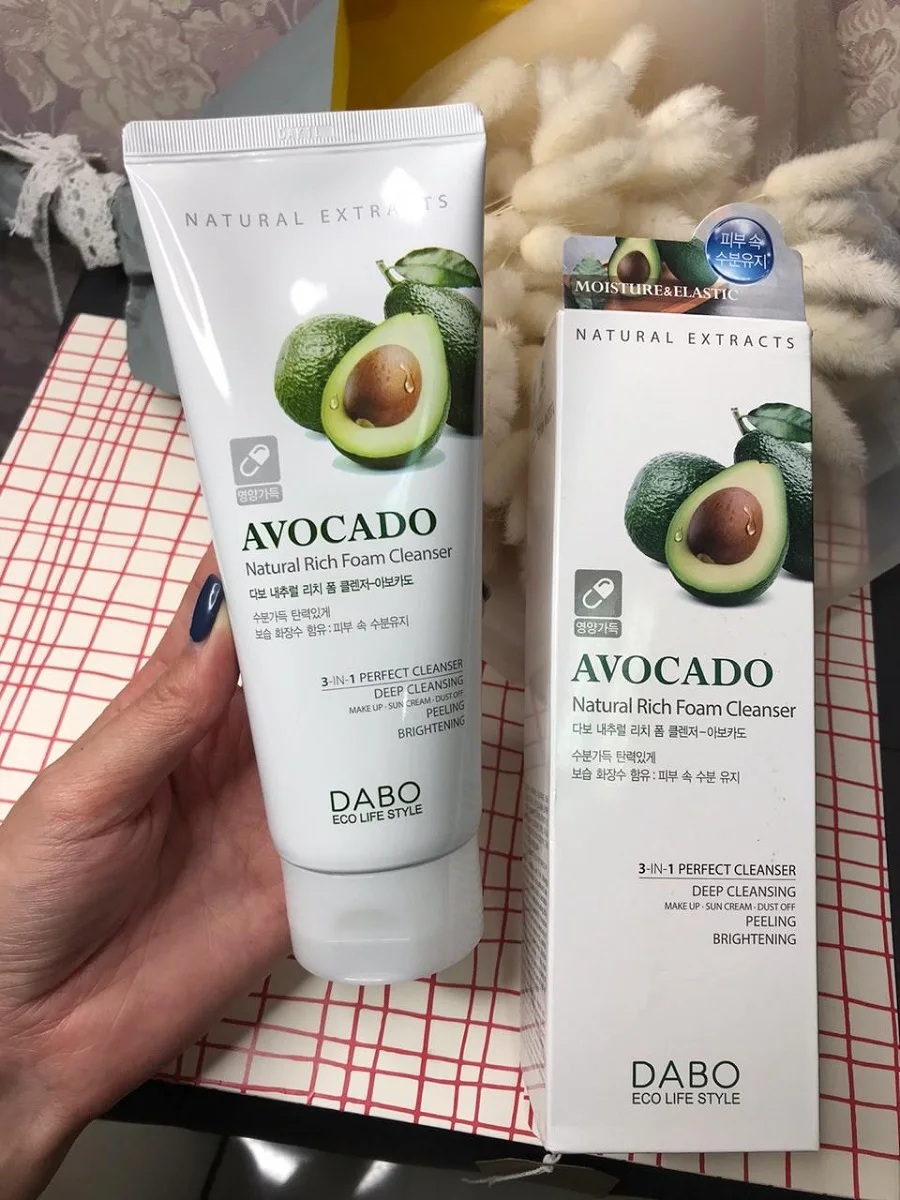 NATURAL EXTRACTS
영양가득
AVOCADO
Natural Rich Foam Cleanser
다보 내추럴 리치 폼 클렌저-아보카도
수분가득 탄력있게
보습 화장수 함유 : 피부 속 수분유지
3-IN-1 PERFECT CLEANSER
DEEP CLEANSING
MAKE UP · SUN CREAM · DUST OFF
PEELING
BRIGHTENING
DABO
ECO LIFE STYLE
피부 속
수분유지
MOISTURE&ELASTIC
NATURAL EXTRACTS
영양가득
AVOCADO
Natural Rich Foam Cleanser
다보 내추럴 리치 폼 클렌저-아보카도
수분가득 탄력있게
보습 화장수 함유 : 피부 속 수분 유지
3-IN-1 PERFECT CLEANSER
DEEP CLEANSING
MAKE UP · SUN CREAM · DUST OFF
PEELING
BRIGHTENING
DABO
ECO LIFE STYLE